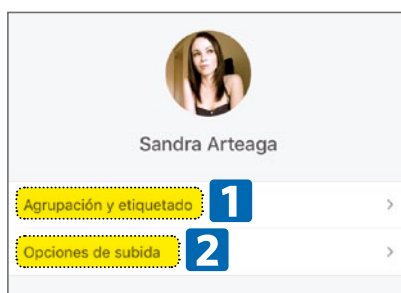 Sandra Arteaga
Agrupación y etiquetado 1
Opciones de subida 2